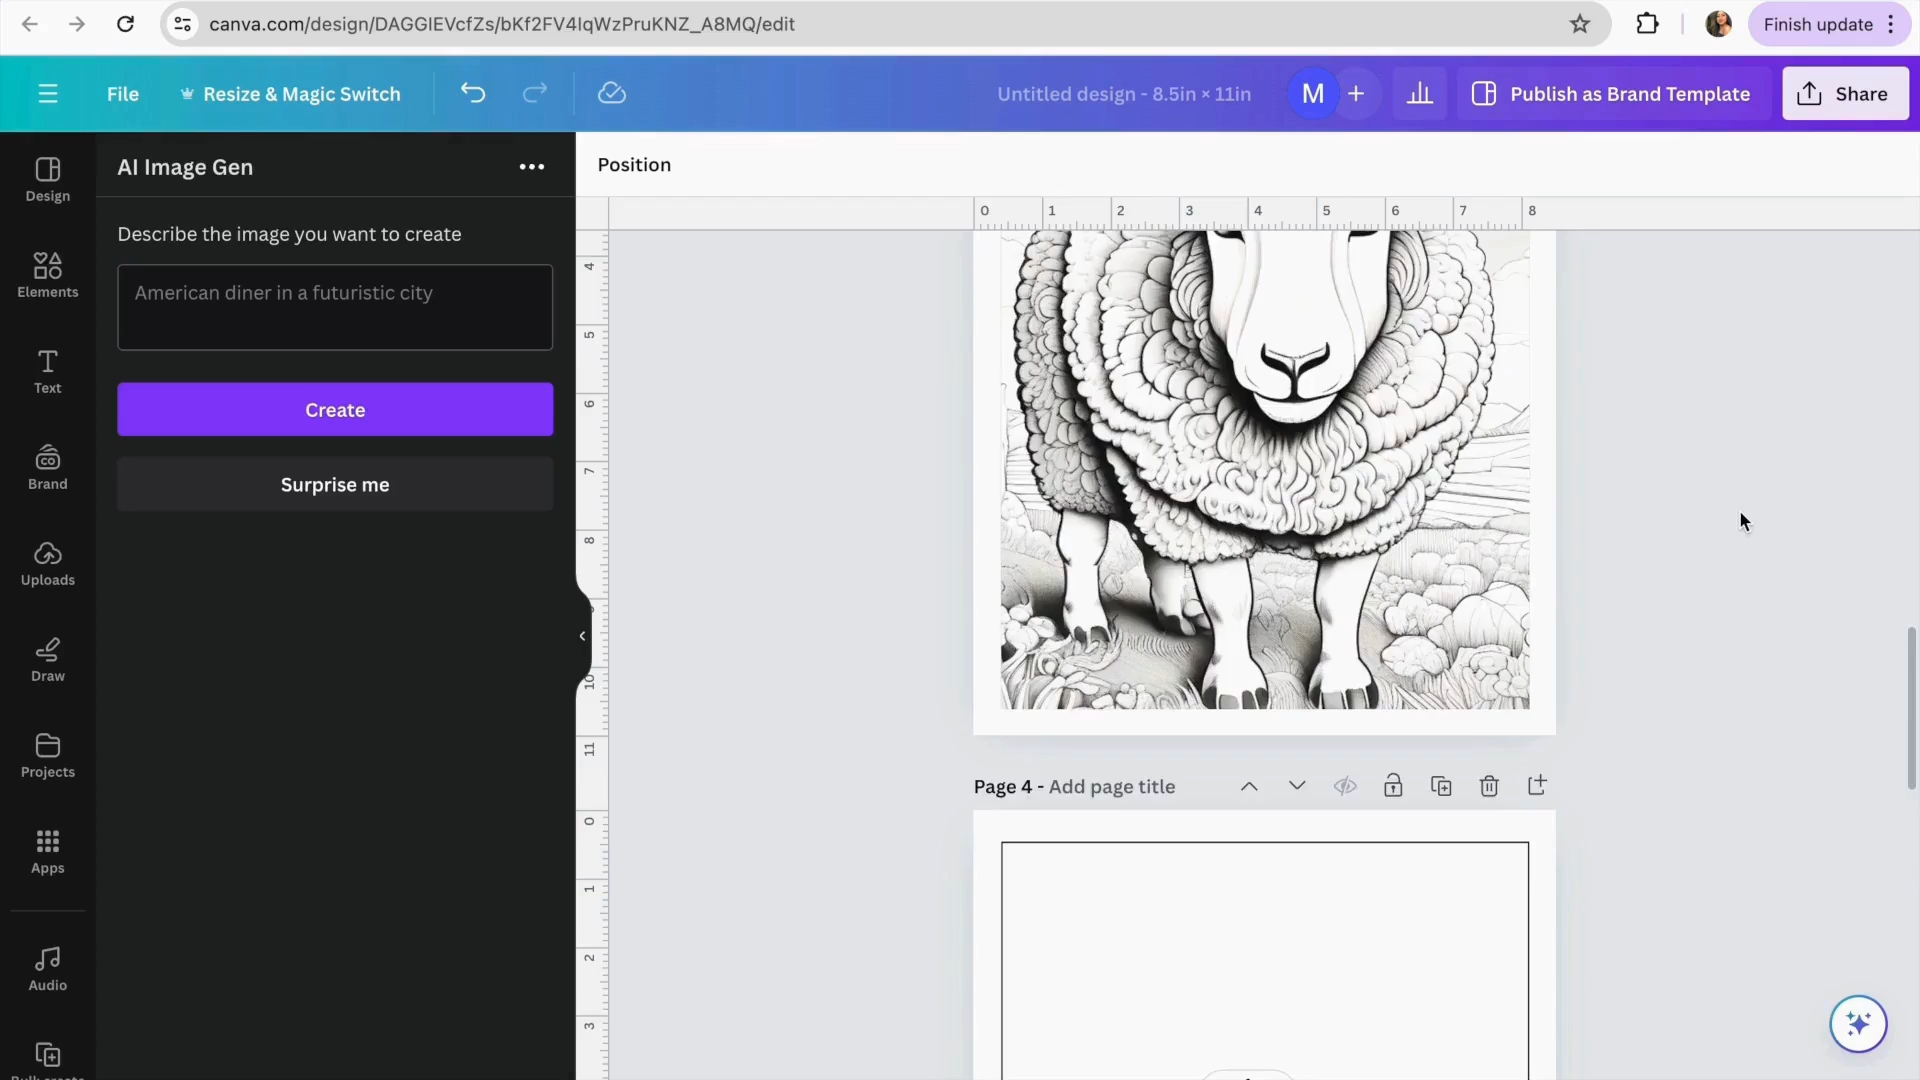 canva.com/design/DAGGIEVcfZs/bKf2FV4IqWzPruKNZ_A8MQ/edit
Finish update
File
Resize & Magic Switch
Untitled design - 8.5in × 11in
M
Publish as Brand Template
Share
Design
Elements
Text
Brand
Uploads
Draw
Projects
Apps
Audio
Bulk create
AI Image Gen
Describe the image you want to create
American diner in a futuristic city
Create
Surprise me
Position
0 1 2 3 4 5 6 7 8
4
5
6
7
8
10
11
0
1
2
3
Page 4 - Add page title